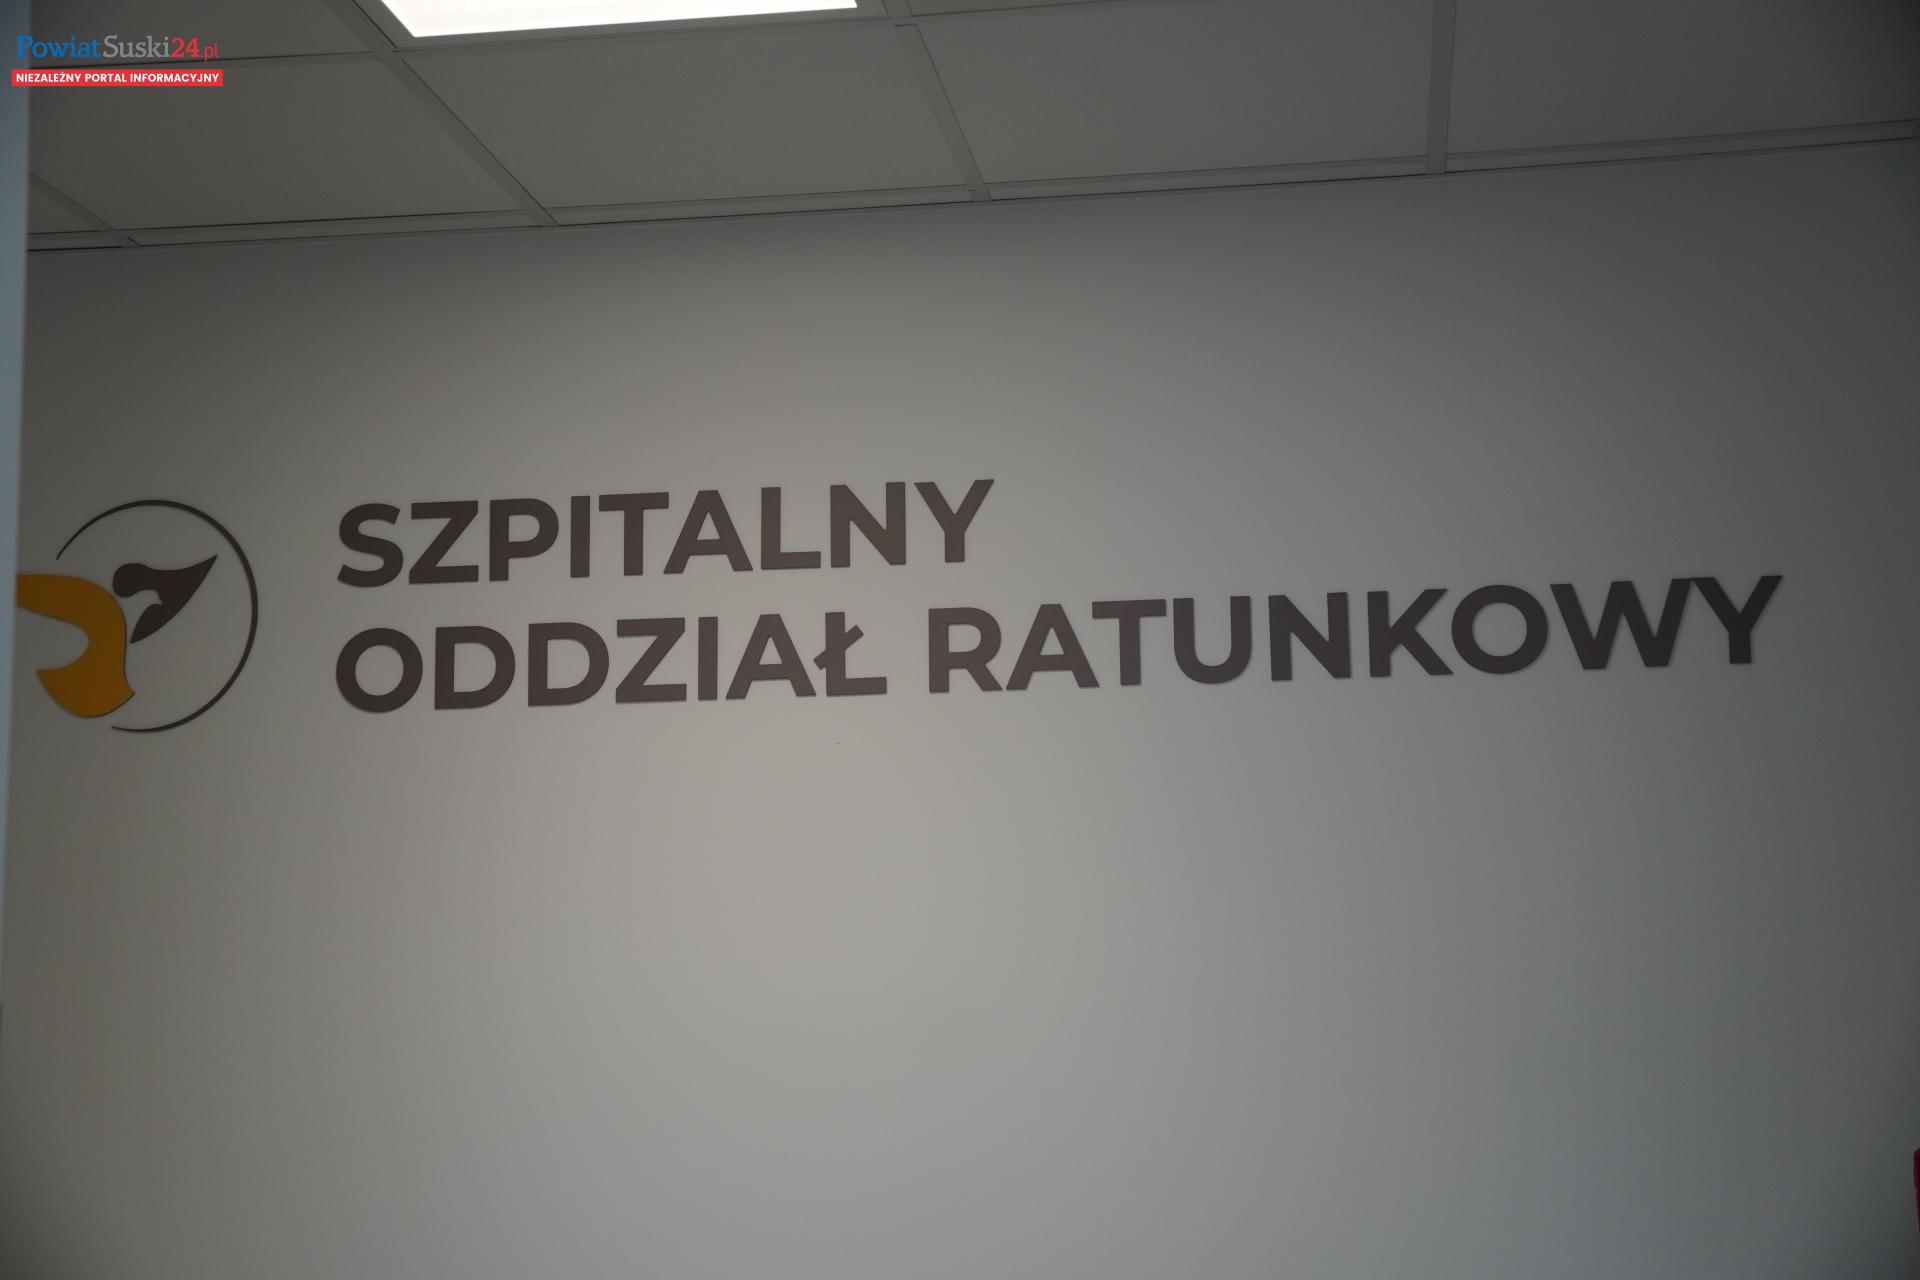 PowiatSuski24.pl
NIEZALEŻNY PORTAL INFORMACYJNY
SZPITALNY
ODDZIAŁ RATUNKOWY